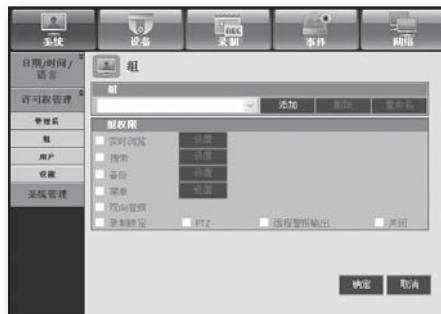 系统 设备 录制 事件 网络
日期/时间/
语言
许可权管理
管理员
组
用户
设置
系统管理
组
组
添加 删除 重命名
组权限
实时浏览 设置
搜索
备份 设置
菜单 设置
双向音频
录制锁定 PTZ 远程警报输出 关闭
确定 取消